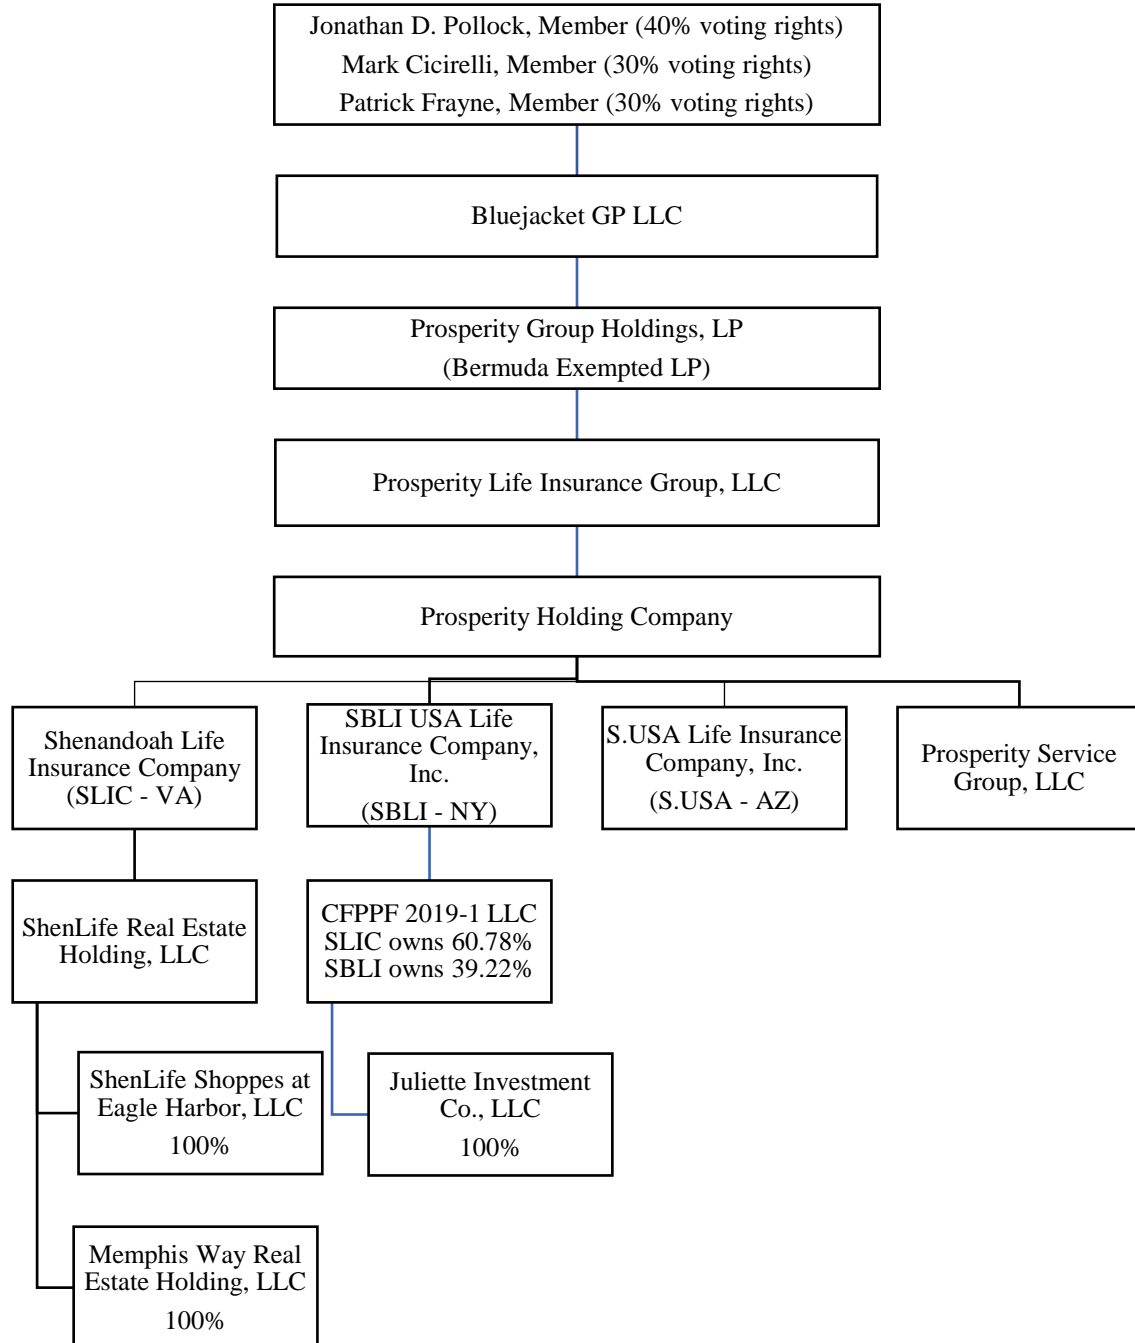 Jonathan D. Pollock, Member (40% voting rights)
Mark Cicirelli, Member (30% voting rights)
Patrick Frayne, Member (30% voting rights)
Bluejacket GP LLC
Prosperity Group Holdings, LP
(Bermuda Exempted LP)
Prosperity Life Insurance Group, LLC
Prosperity Holding Company
Shenandoah Life
Insurance Company
(SLIC - VA)
SBLI USA Life
Insurance Company,
Inc.
(SBLI - NY)
S.USA Life Insurance
Company, Inc.
(S.USA - AZ)
Prosperity Service
Group, LLC
ShenLife Real Estate
Holding, LLC
CFPPF 2019-1 LLC
SLIC owns 60.78%
SBLI owns 39.22%
ShenLife Shoppes at
Eagle Harbor, LLC
100%
Juliette Investment
Co., LLC
100%
Memphis Way Real
Estate Holding, LLC
100%